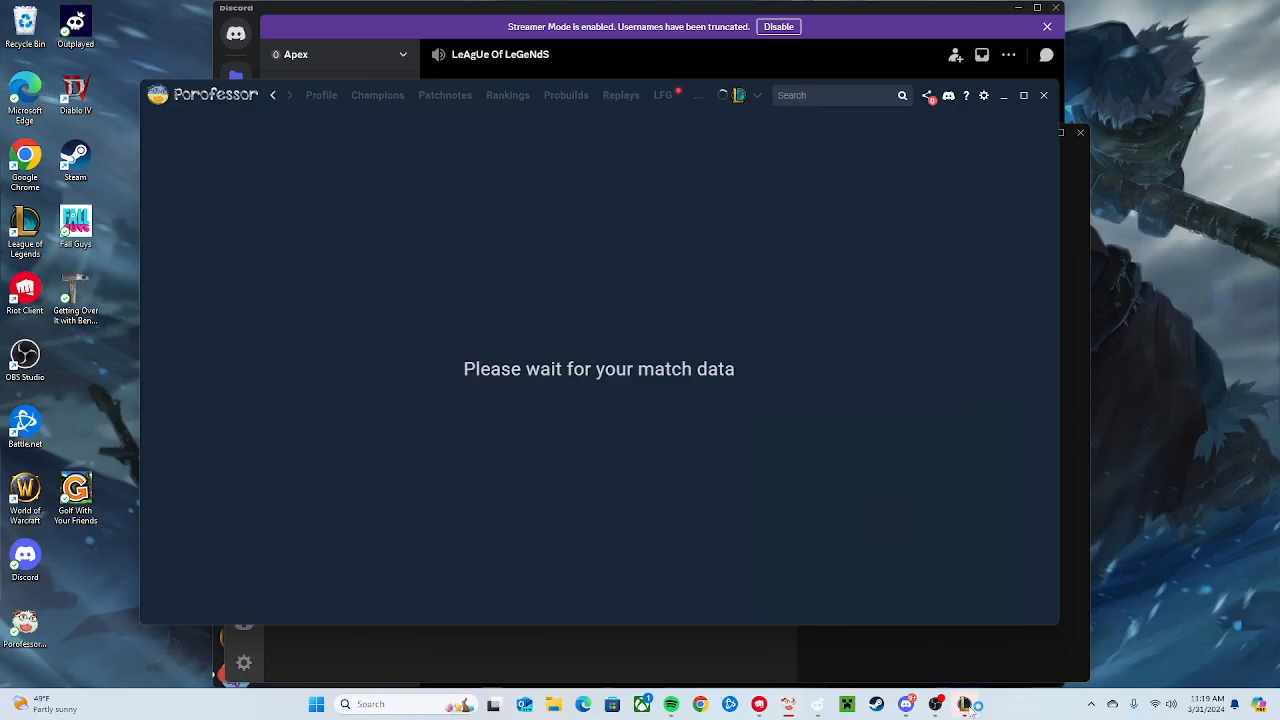 Discord
Streamer Mode is enabled. Usernames have been truncated.
Disable
Apex
LeAgUe Of LeGeNdS
Porofessor
Profile
Champions
Patchnotes
Rankings
Probuilds
Replays
LFG
...
Search
Please wait for your match data
Recycle Bin
Outplayed
Microsoft Edge
Diablo IV
Google Chrome
Steam
League of Legends
Fall Guys
Riot Client
Getting Over It with Ben...
OBS Studio
Battle.net
World of Warcraft
Golf With Your Friends
Discord
Porofessor...
49°F
Partly sunny
Search
11:19 AM
3/31/2024